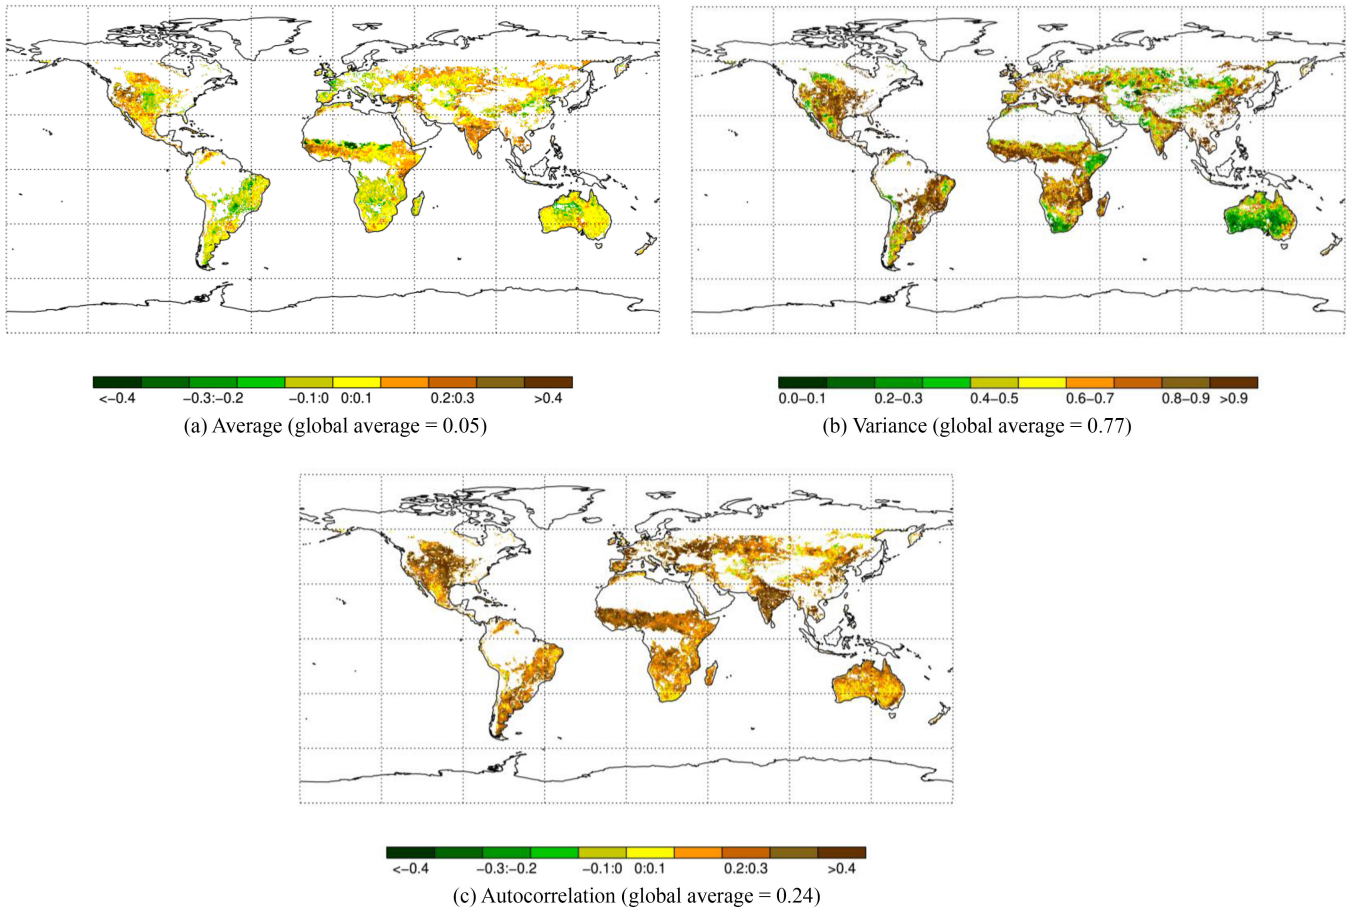 <-0.4 -0.3:-0.2 -0.1:0 0:0.1 0.2:0.3 >0.4
(a) Average (global average = 0.05)
0.0-0.1 0.2-0.3 0.4-0.5 0.6-0.7 0.8-0.9 >0.9
(b) Variance (global average = 0.77)
<-0.4 -0.3:-0.2 -0.1:0 0:0.1 0.2:0.3 >0.4
(c) Autocorrelation (global average = 0.24)